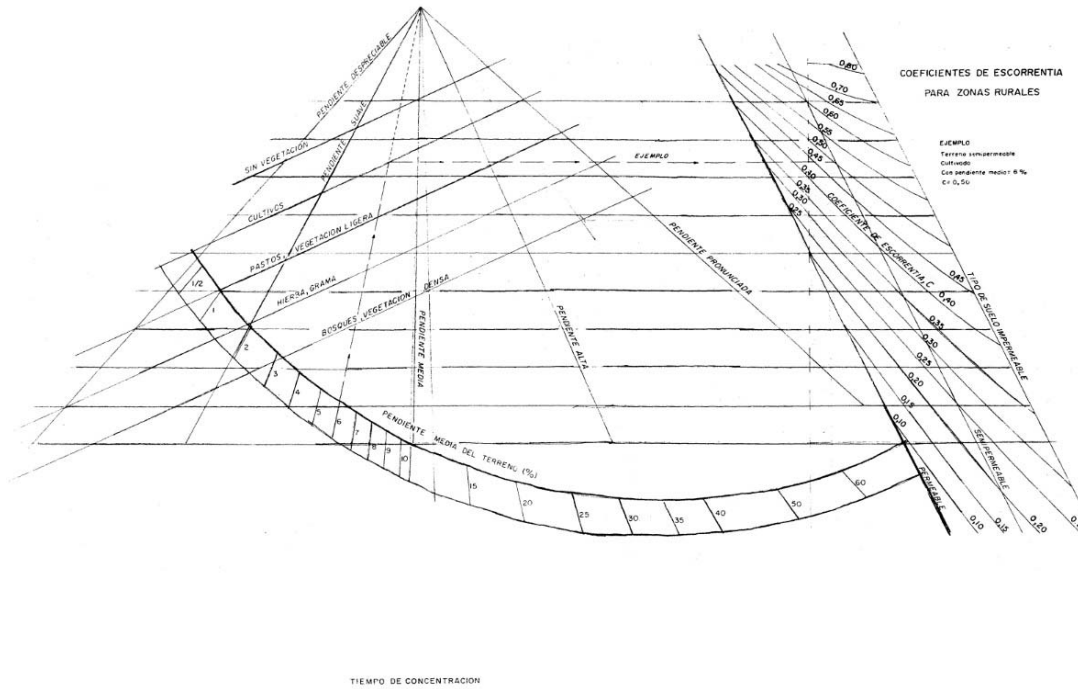 COEFICIENTES DE ESCORRENTIA
PARA ZONAS RURALES
EJEMPLO
Terreno semipermeable
Cultivado
Con pendiente media = 6 %
C = 0,50
PENDIENTE DESPRECIABLE
PENDIENTE SUAVE
SIN VEGETACIÓN
CULTIVOS
PASTOS, VEGETACION LIGERA
HIERBA, GRAMA
BOSQUES, VEGETACION DENSA
EJEMPLO
PENDIENTE MEDIA
PENDIENTE ALTA
PENDIENTE PRONUNCIADA
PENDIENTE MEDIA DEL TERRENO (%)
1/2
1
2
3
4
5
6
7
8
9
10
15
20
25
30
35
40
50
60
0,80
0,70
0,65
0,60
0,55
0,50
0,45
0,40
0,35
0,30
0,25
COEFICIENTE DE ESCORRENTIA, C
TIPO DE SUELO IMPERMEABLE
0,45
0,40
0,35
0,30
0,25
0,20
0,15
0,10
SEMIPERMEABLE
PERMEABLE
0,10
0,15
0,20
TIEMPO DE CONCENTRACION